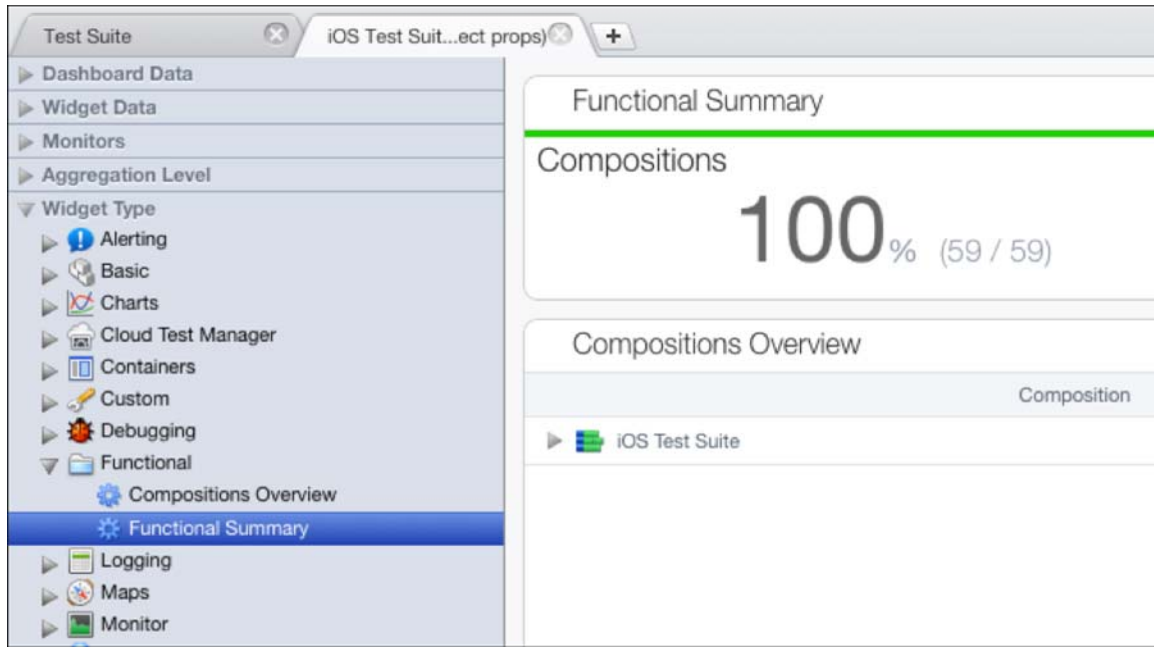 Test Suite
iOS Test Suit...ect props)
+
Dashboard Data
Widget Data
Monitors
Aggregation Level
Widget Type
Alerting
Basic
Charts
Cloud Test Manager
Containers
Custom
Debugging
Functional
Compositions Overview
Functional Summary
Logging
Maps
Monitor
Functional Summary
Compositions
100% (59 / 59)
Compositions Overview
Composition
iOS Test Suite